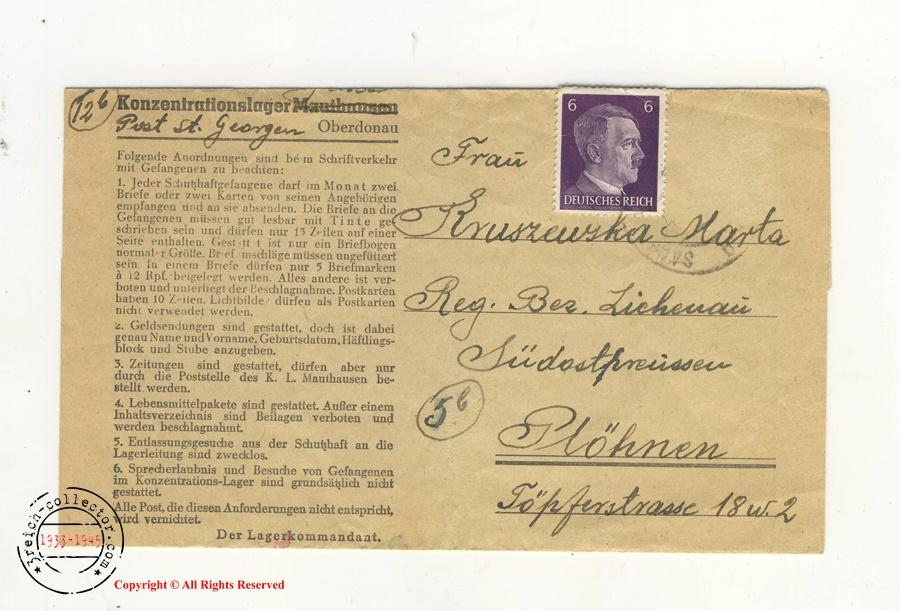 12b
Konzentrationslager Mauthausen
Post St. Georgen Oberdonau
Folgende Anordnungen sind beim Schriftverkehr
mit Gefangenen zu beachten:
1. Jeder Schutzhaftgefangene darf im Monat zwei
Briefe oder zwei Karten von seinen Angehörigen
empfangen und an sie absenden. Die Briefe an die
Gefangenen müssen gut lesbar mit Tinte ge-
schrieben sein und dürfen nur 15 Zeilen auf einer
Seite enthalten. Gestattet ist nur ein Briefbogen
normaler Größe. Briefumschläge müssen ungefüttert
sein. In einem Briefe dürfen nur 5 Briefmarken
à 12 Rpf. beigelegt werden. Alles andere ist ver-
boten und unterliegt der Beschlagnahme. Postkarten
haben 10 Zeilen. Lichtbilder dürfen als Postkarten
nicht verwendet werden.
2. Geldsendungen sind gestattet, doch ist dabei
genau Name und Vorname, Geburtsdatum, Häftlings-
block und Stube anzugeben.
3. Zeitungen sind gestattet, dürfen aber nur
durch die Poststelle des K. L. Mauthausen be-
stellt werden.
4. Lebensmittelpakete sind gestattet. Außer einem
Inhaltsverzeichnis sind Beilagen verboten und
werden beschlagnahmt.
5. Entlassungsgesuche aus der Schutzhaft an die
Lagerleitung sind zwecklos.
6. Sprecherlaubnis und Besuche von Gefangenen
im Konzentrations-Lager sind grundsätzlich nicht
gestattet.
Alle Post, die diesen Anforderungen nicht entspricht,
wird vernichtet.
Der Lagerkommandant.
6 6
DEUTSCHES REICH
Frau
Kruszewska Marta
Reg. Bez. Zichenau
Südostpreussen
5b
Plöhnen
Töpferstrasse 18 w. 2
3reich-collector.com
1933-1945
Copyright © All Rights Reserved